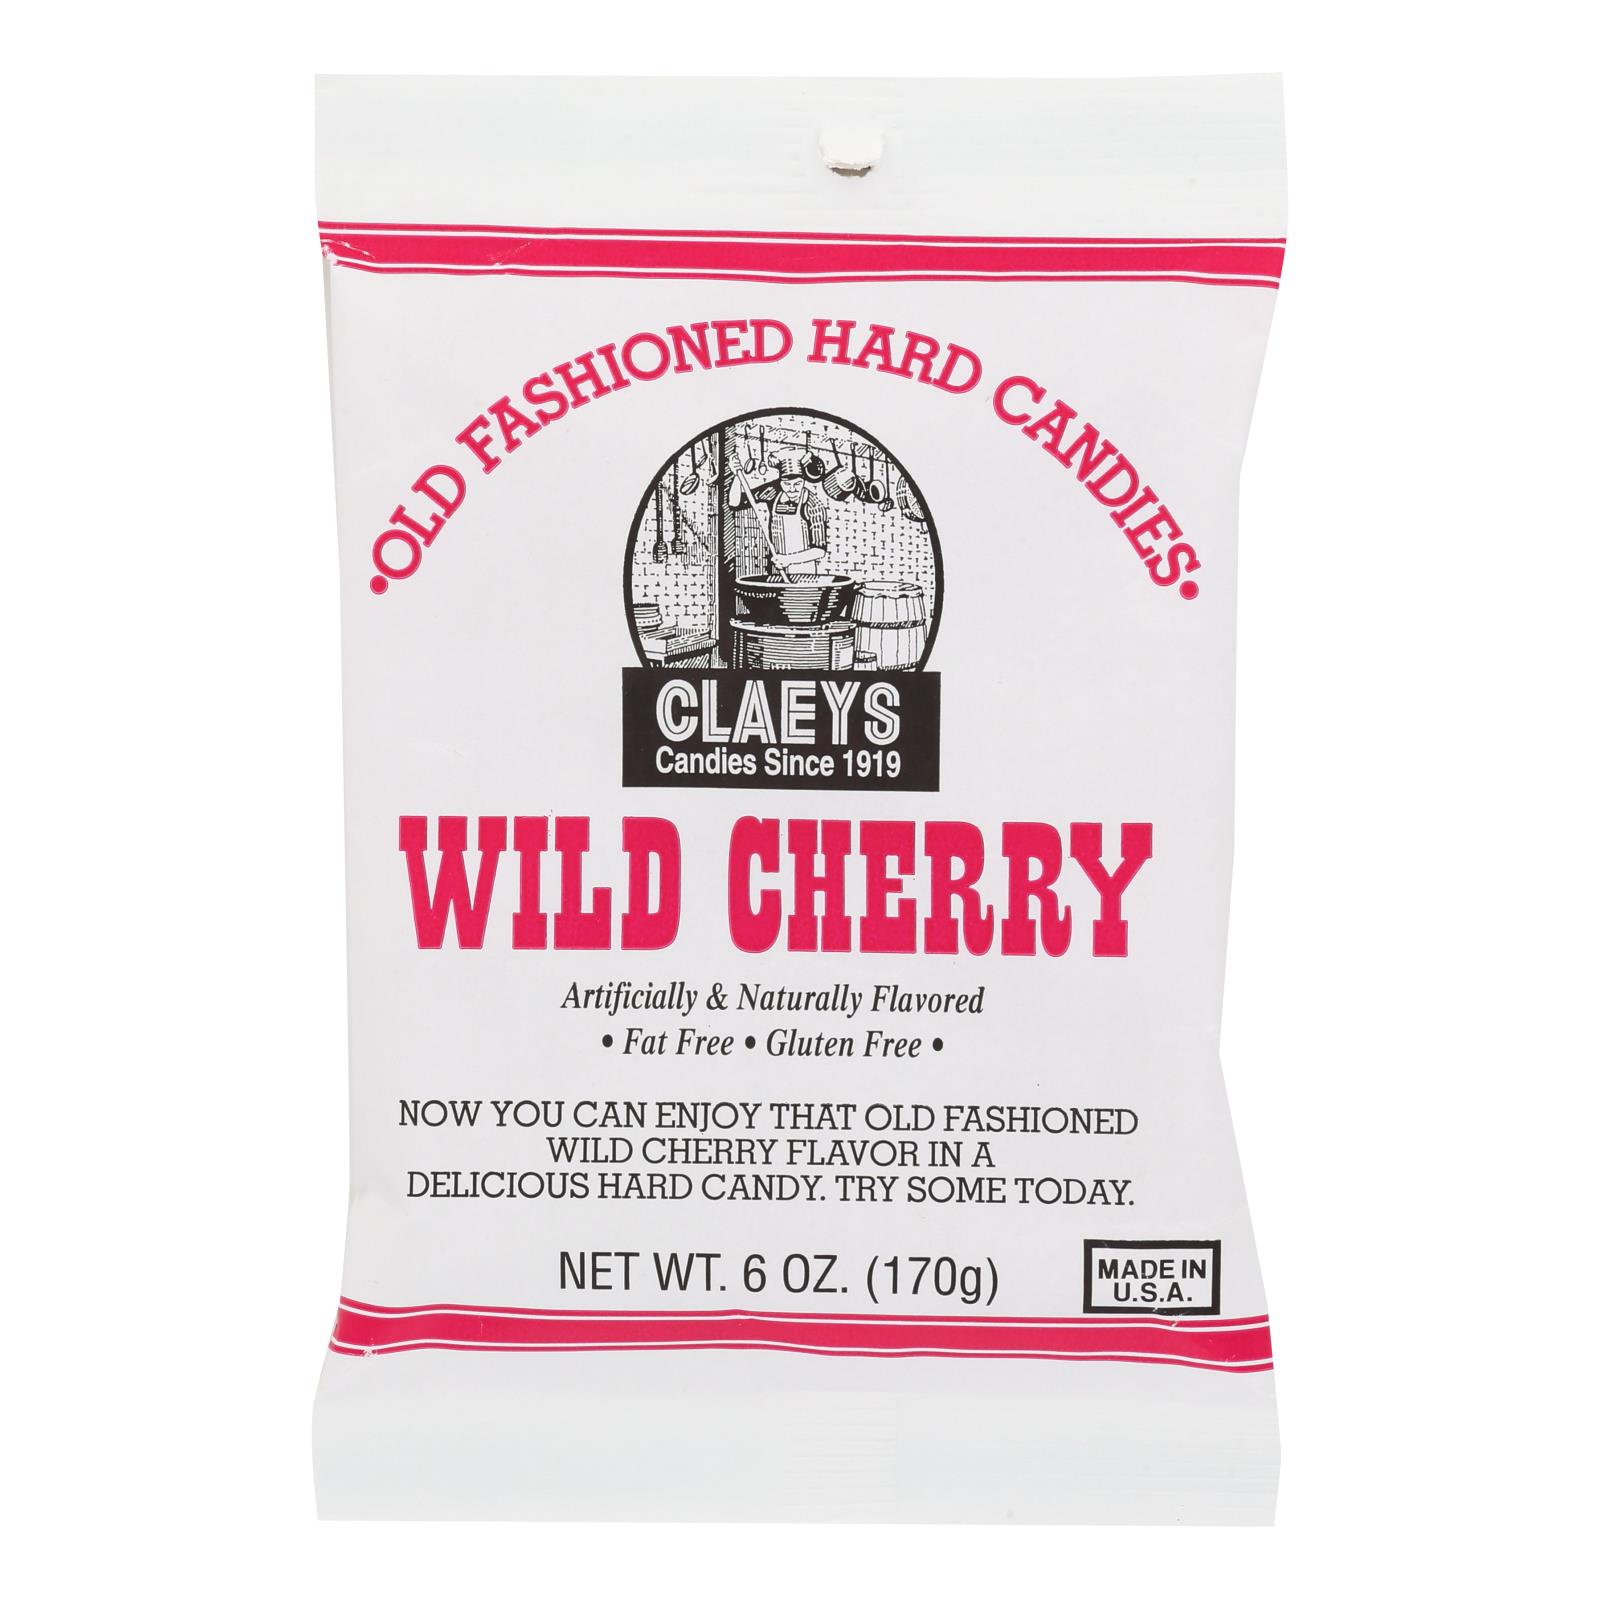 •OLD FASHIONED HARD CANDIES•
CLAEYS
Candies Since 1919
WILD CHERRY
Artificially & Naturally Flavored
• Fat Free • Gluten Free •
NOW YOU CAN ENJOY THAT OLD FASHIONED
WILD CHERRY FLAVOR IN A
DELICIOUS HARD CANDY. TRY SOME TODAY.
NET WT. 6 OZ. (170g)
MADE IN
U.S.A.